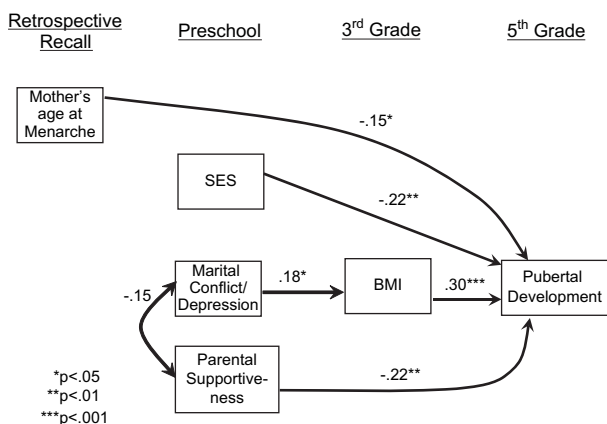 Retrospective
Recall
Preschool
3rd Grade
5th Grade
Mother's
age at
Menarche
-.15*
SES
-.22**
Marital
Conflict/
Depression
.18*
BMI
.30***
Pubertal
Development
-.15
Parental
Supportive-
ness
-.22**
*p<.05
**p<.01
***p<.001